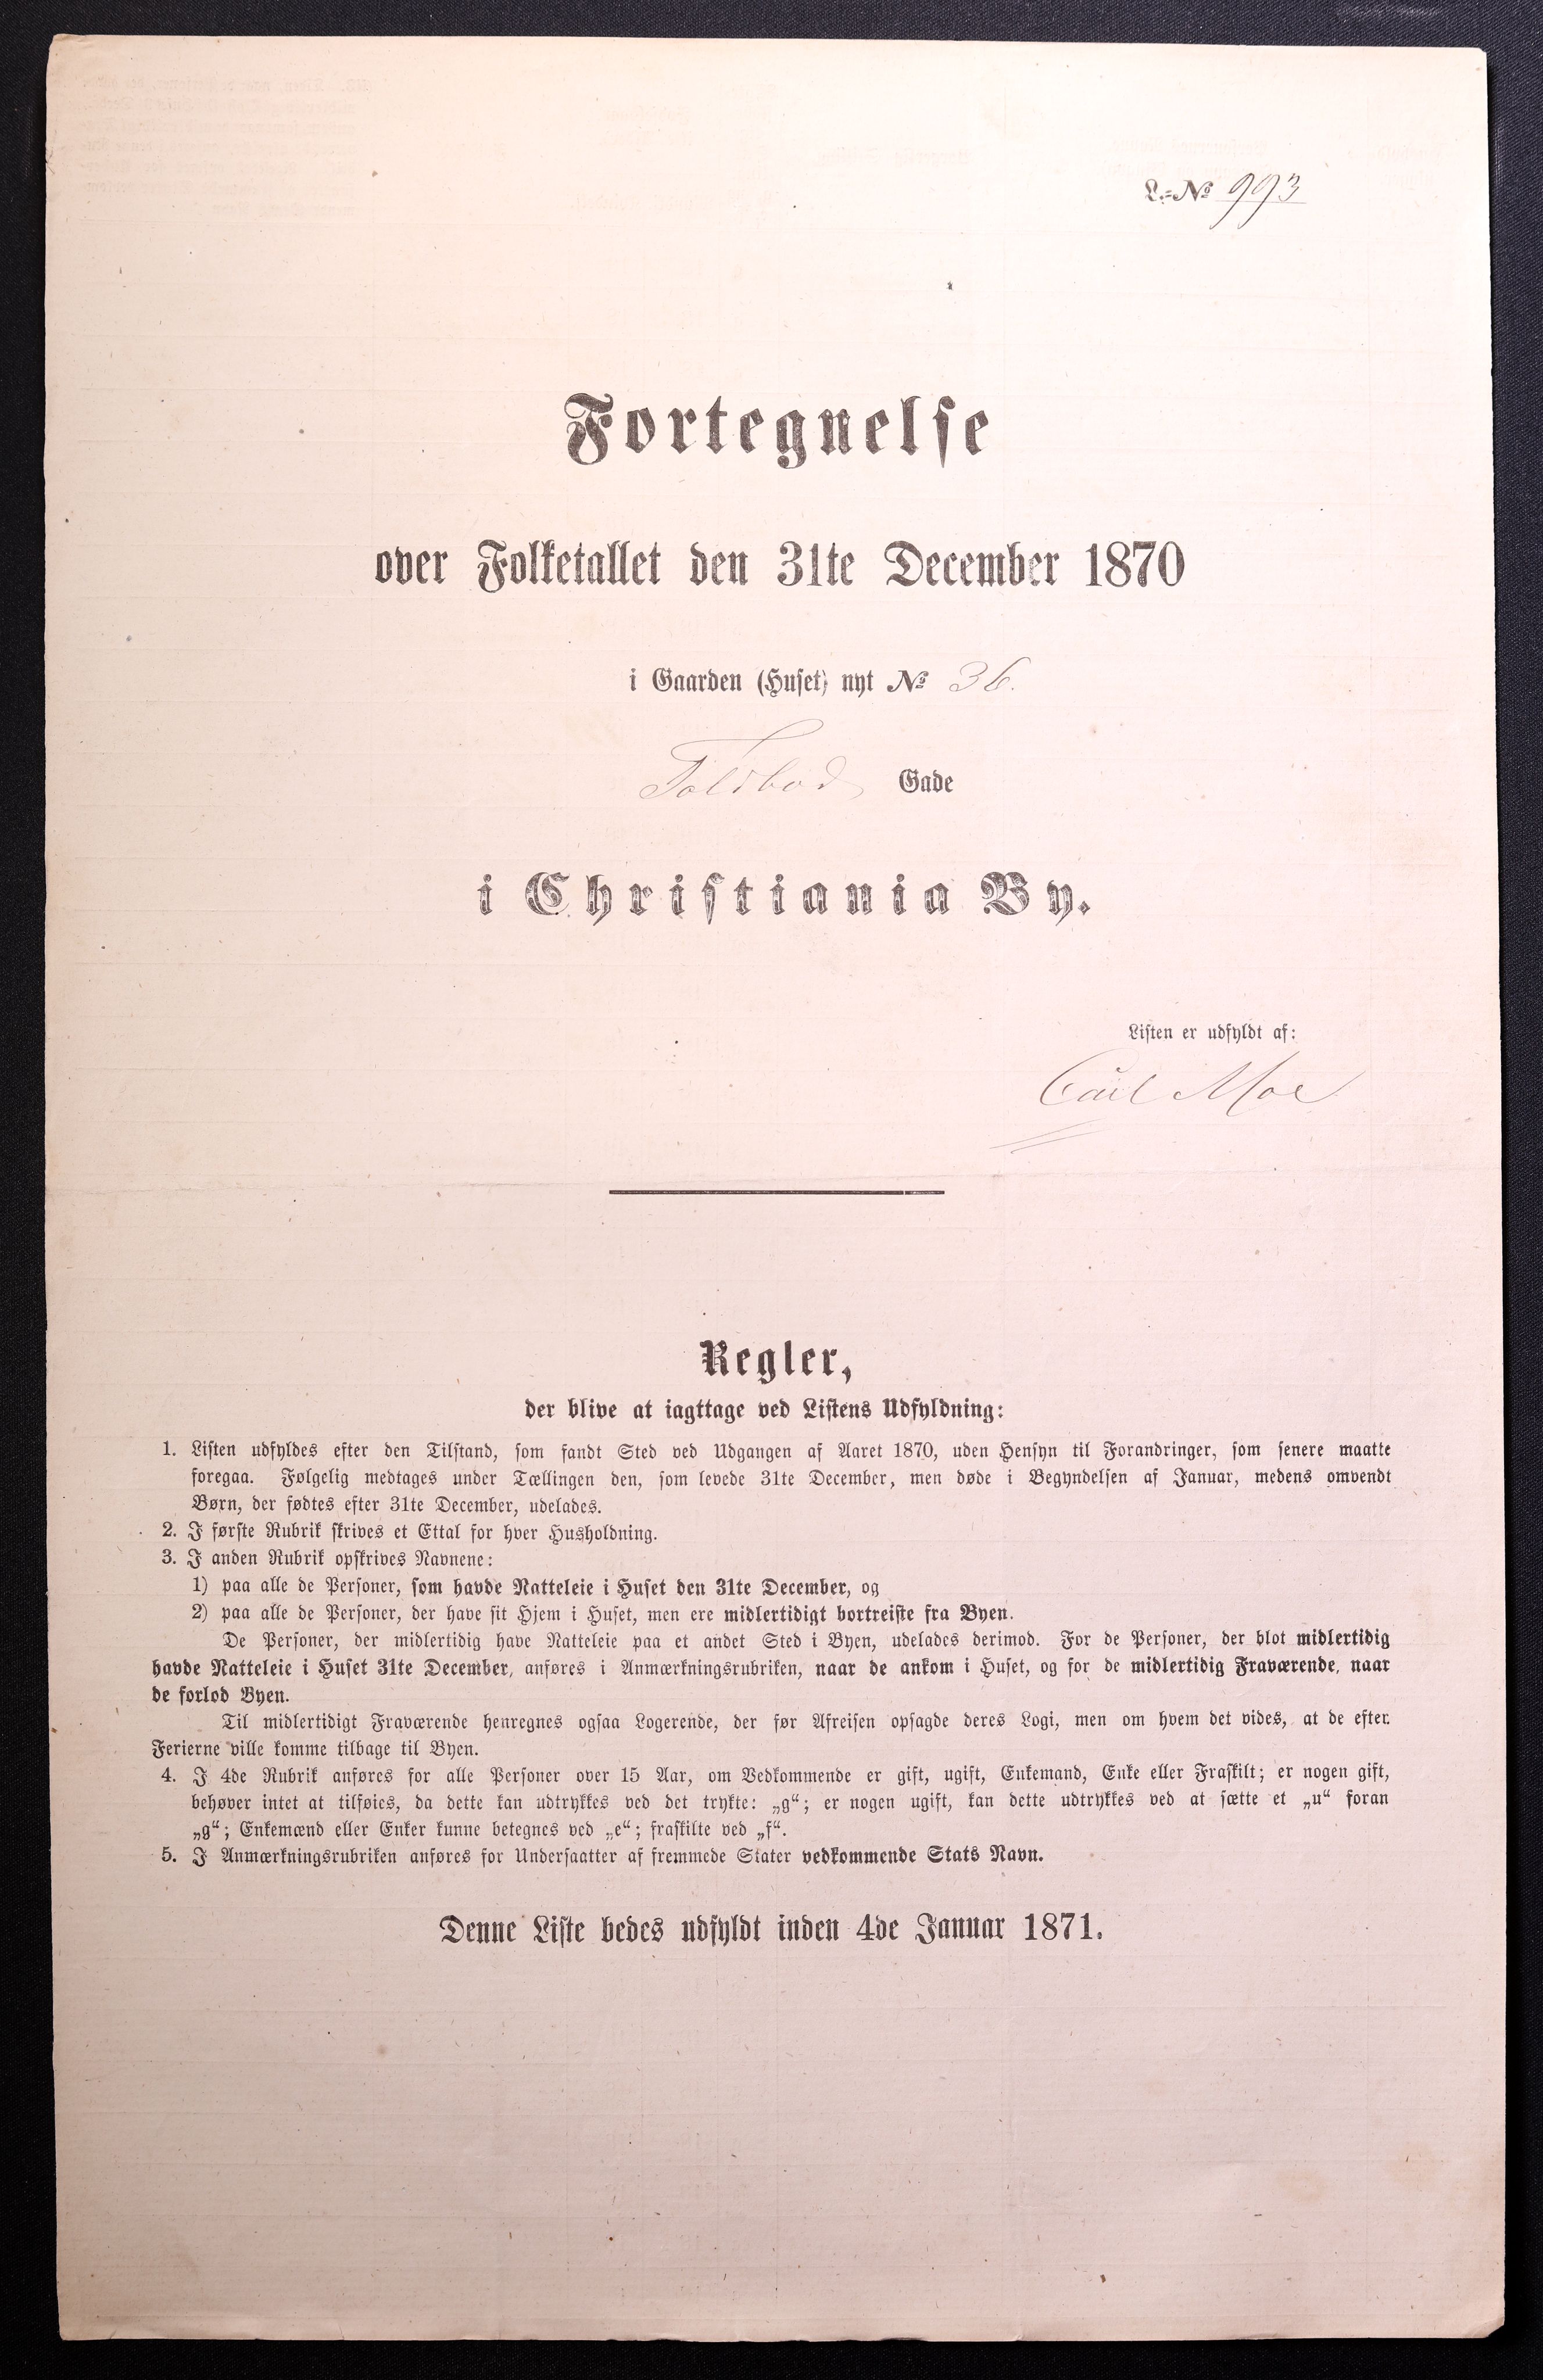 L.-№ 993
Fortegnelse
over Folketallet den 31te December 1870
i Gaarden (Huset) nyt № 36.
Toldbod Gade
i Christiania By.
Listen er udfyldt af:
Carl Moe
Regler,
der blive at iagttage ved Listens Udfyldning:
1. Listen udfyldes efter den Tilstand, som fandt Sted ved Udgangen af Aaret 1870, uden Hensyn til Forandringer, som senere maatte
foregaa. Følgelig medtages under Tællingen den, som levede 31te December, men døde i Begyndelsen af Januar, medens omvendt
Børn, der fødtes efter 31te December, udelades.
2. I første Rubrik skrives et Ettal for hver Husholdning.
3. I anden Rubrik opskrives Navnene:
1) paa alle de Personer, som havde Natteleie i Huset den 31te December, og
2) paa alle de Personer, der have sit Hjem i Huset, men ere midlertidigt bortreiste fra Byen.
De Personer, der midlertidig have Natteleie paa et andet Sted i Byen, udelades derimod. For de Personer, der blot midlertidig
havde Natteleie i Huset 31te December, anføres i Anmærkningsrubriken, naar de ankom i Huset, og for de midlertidig Fraværende, naar
de forlod Byen.
Til midlertidigt Fraværende henregnes ogsaa Logerende, der før Afreisen opsagde deres Logi, men om hvem det vides, at de efter
Ferierne ville komme tilbage til Byen.
4. I 4de Rubrik anføres for alle Personer over 15 Aar, om Vedkommende er gift, ugift, Enkemand, Enke eller Fraskilt; er nogen gift,
behøver intet at tilføies, da dette kan udtrykkes ved det trykte: „g“; er nogen ugift, kan dette udtrykkes ved at sætte et „u“ foran
„g“; Enkemænd eller Enker kunne betegnes ved „e“; fraskilte ved „f“.
5. I Anmærkningsrubriken anføres for Undersaatter af fremmede Stater vedkommende Stats Navn.
Denne Liste bedes udfyldt inden 4de Januar 1871.